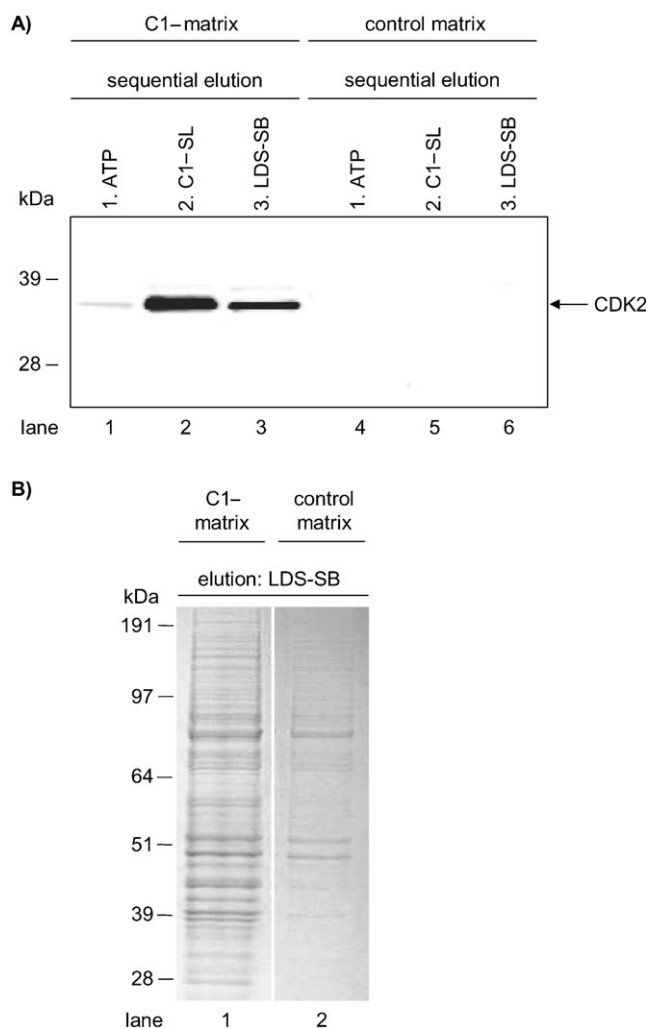 A)
C1–matrix control matrix
sequential elution sequential elution
kDa 1. ATP 2. C1–SL 3. LDS-SB 1. ATP 2. C1–SL 3. LDS-SB
39 –
CDK2
28 –
lane 1 2 3 4 5 6
B)
C1– control
matrix matrix
elution: LDS-SB
kDa
191 –
97 –
64 –
51 –
39 –
28 –
lane 1 2